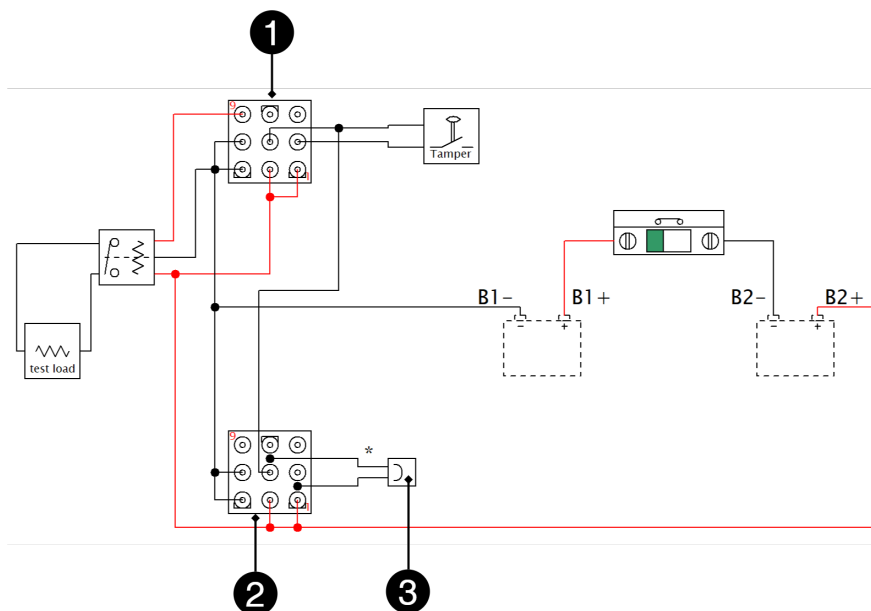 1
9
Tamper
1
B1-
B1+
B2-
B2+
-
+
-
+
test load
9
*
1
2
3